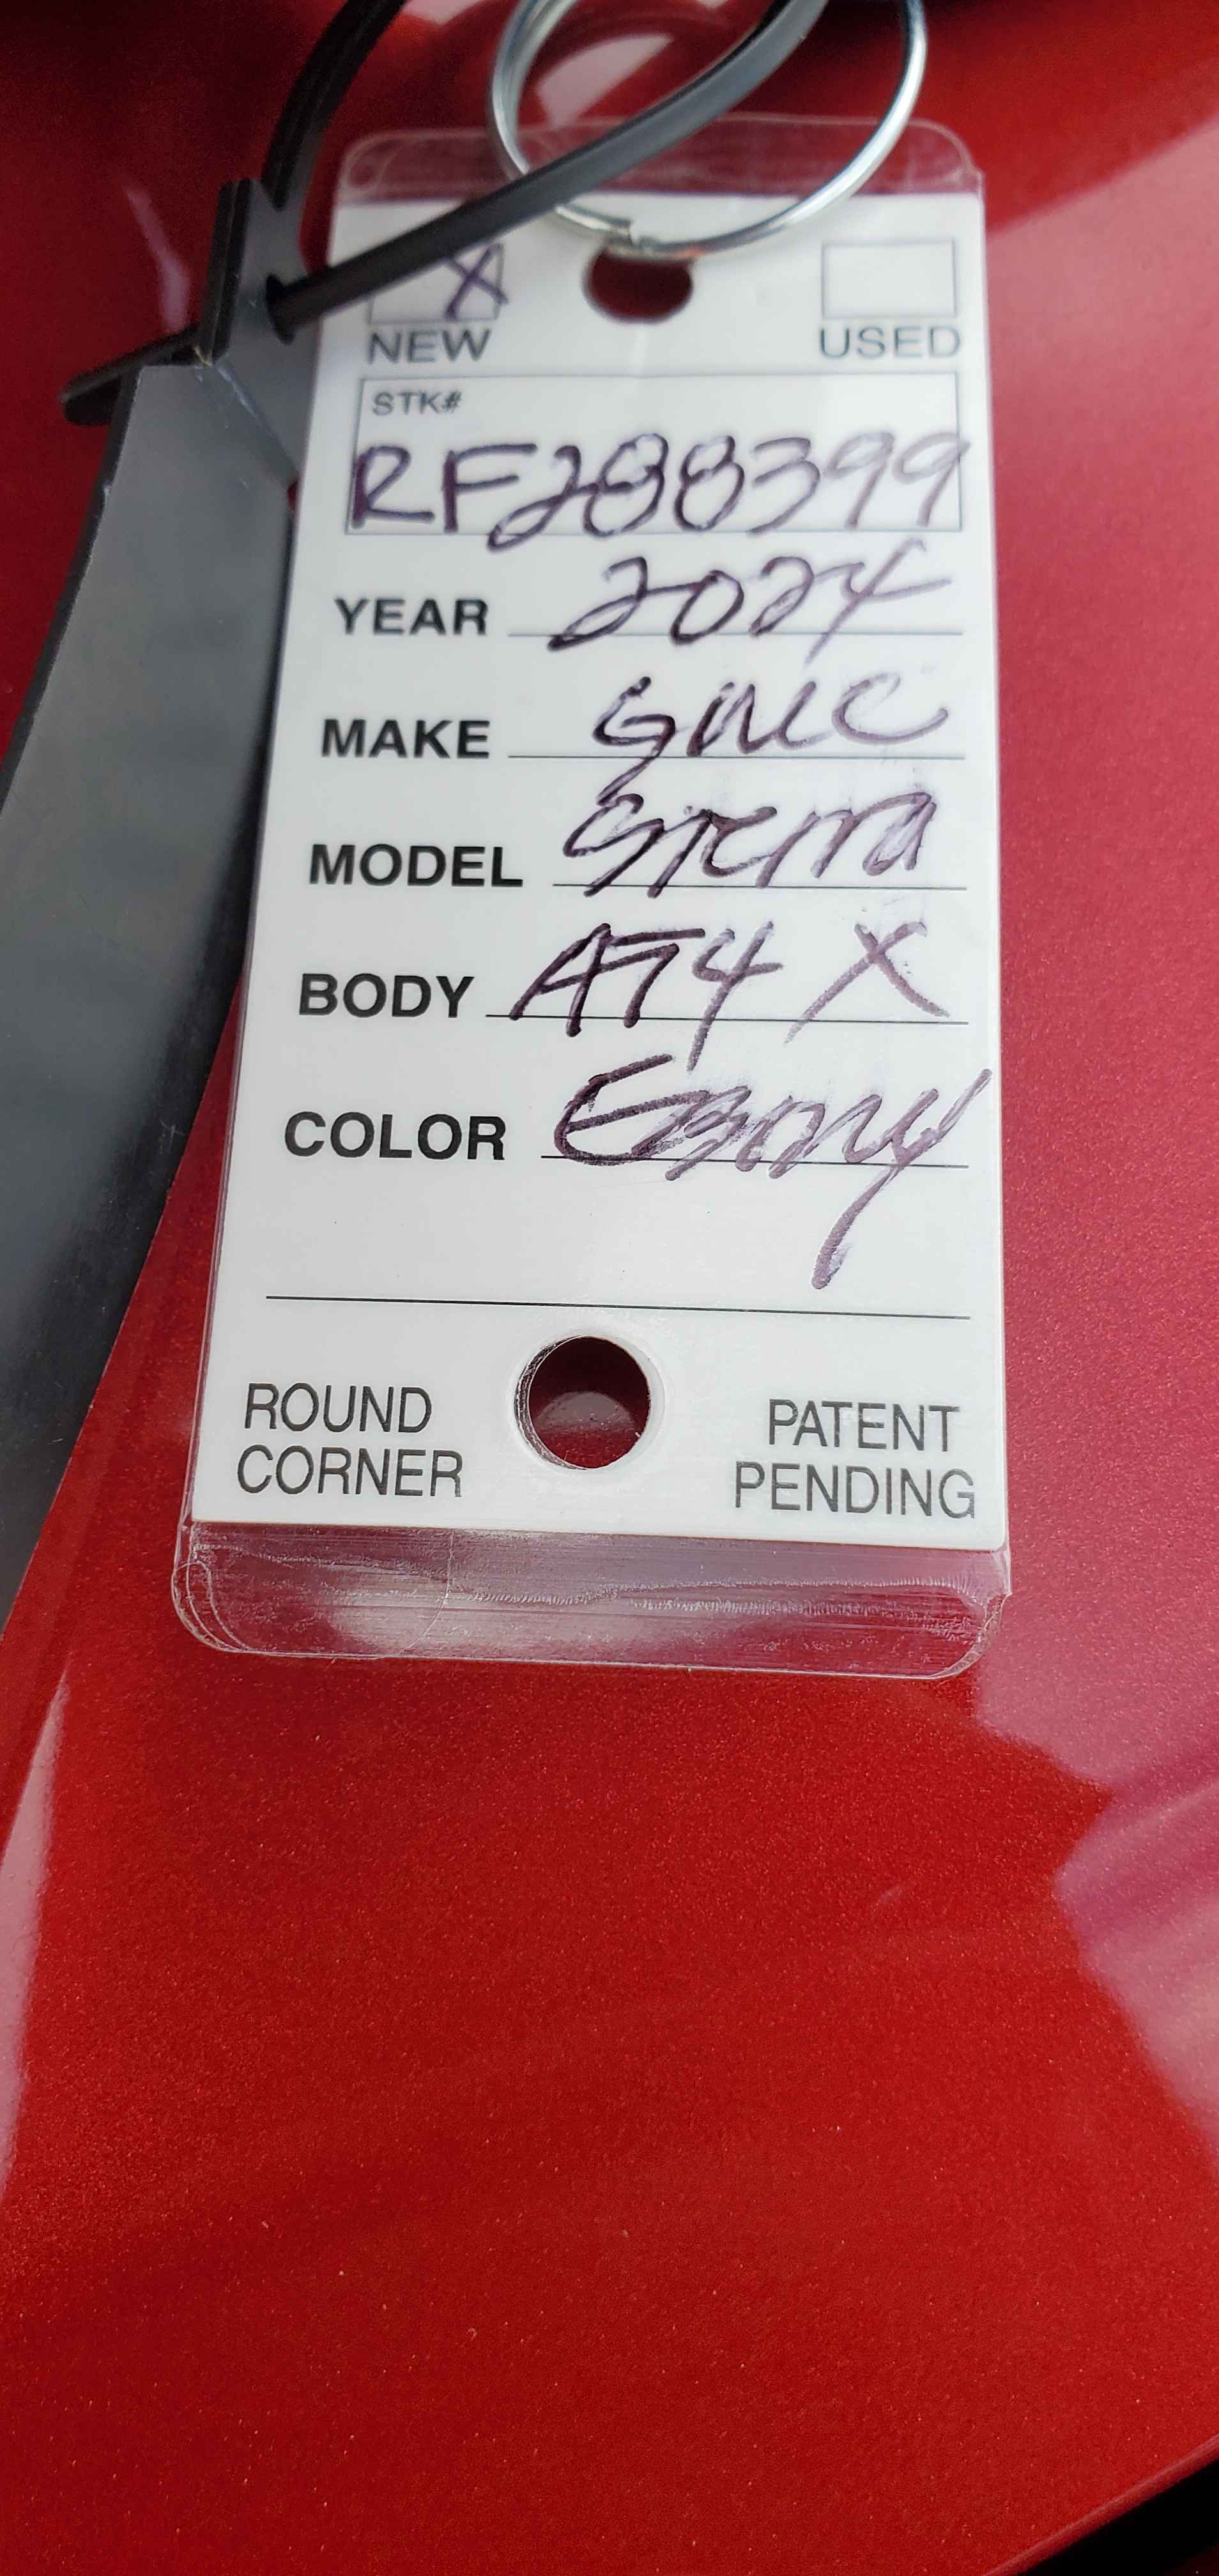 X
NEW USED
STK#
RF288399
YEAR 2024
MAKE GMC
MODEL Sierra
BODY AT4 X
COLOR Ebony
ROUND CORNER
PATENT PENDING